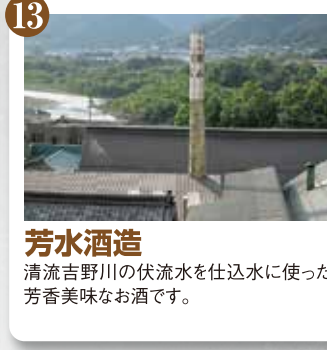 13
芳水酒造
清流吉野川の伏流水を仕込水に使った
芳香美味なお酒です。